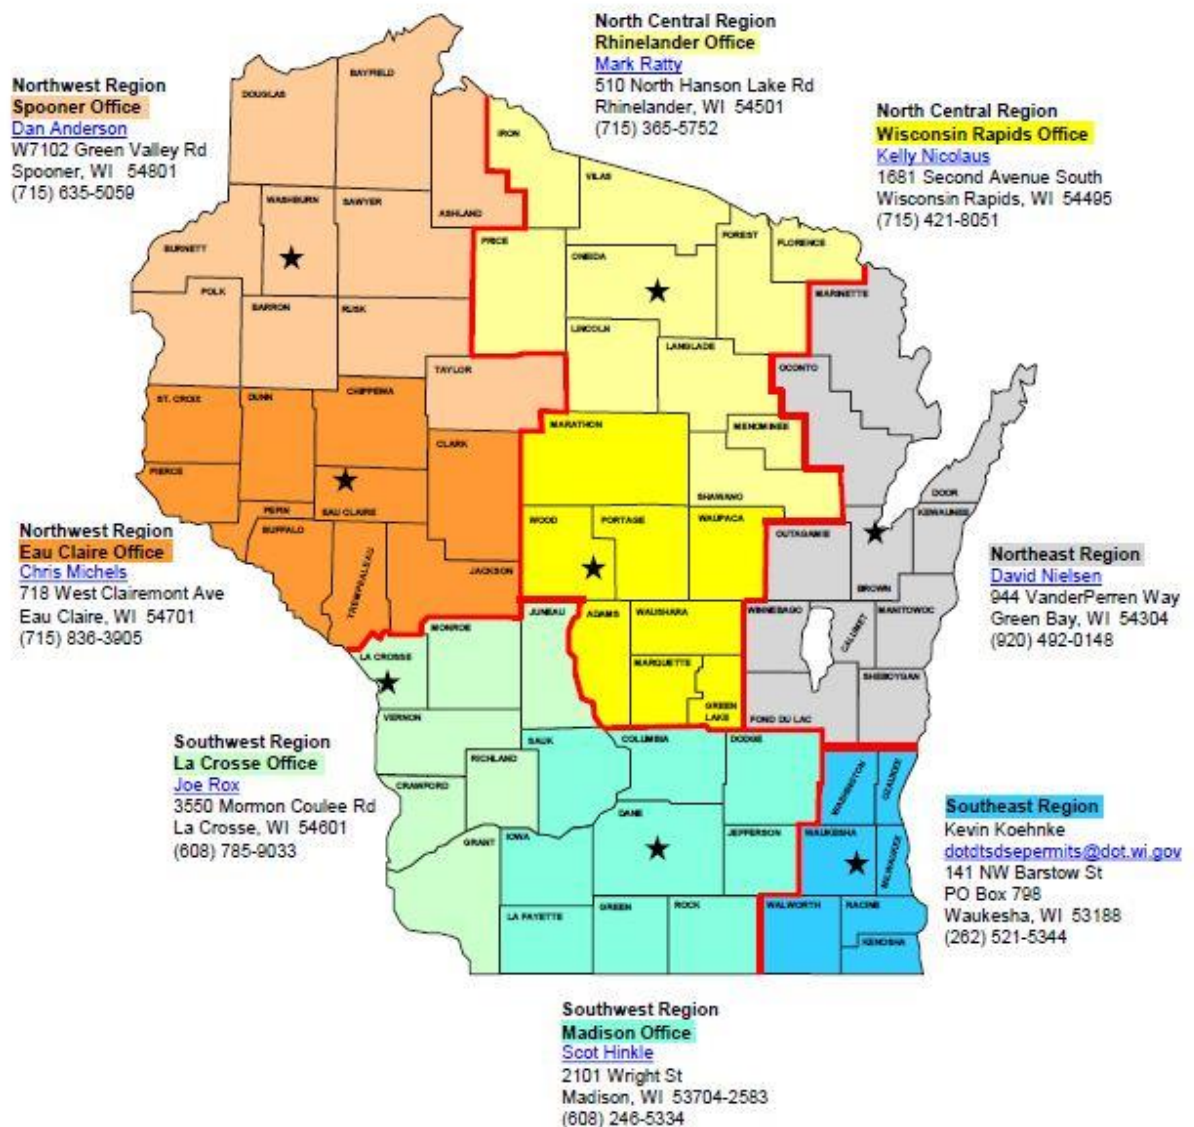 North Central Region
Rhinelander Office
Mark Ratty
510 North Hanson Lake Rd
Rhinelander, WI  54501
(715) 365-5752
Northwest Region
Spooner Office
Dan Anderson
W7102 Green Valley Rd
Spooner, WI  54801
(715) 635-5059
North Central Region
Wisconsin Rapids Office
Kelly Nicolaus
1681 Second Avenue South
Wisconsin Rapids, WI  54495
(715) 421-8051
BAYFIELD
DOUGLAS
IRON
VILAS
WASHBURN
SAWYER
ASHLAND
BURNETT
PRICE
ONEIDA
FOREST
FLORENCE
POLK
BARRON
RUSK
MARINETTE
LINCOLN
LANGLADE
TAYLOR
OCONTO
ST. CROIX
DUNN
CHIPPEWA
CLARK
MARATHON
MENOMINEE
PIERCE
SHAWANO
DOOR
PEPIN
EAU CLAIRE
BUFFALO
WOOD
PORTAGE
WAUPACA
OUTAGAMIE
KEWAUNEE
TREMPEALEAU
JACKSON
BROWN
Northwest Region
Eau Claire Office
Chris Michels
718 West Clairemont Ave
Eau Claire, WI  54701
(715) 836-3905
Northeast Region
David Nielsen
944 VanderPerren Way
Green Bay, WI  54304
(920) 492-0148
MONROE
JUNEAU
ADAMS
WAUSHARA
WINNEBAGO
CALUMET
MANITOWOC
LA CROSSE
MARQUETTE
GREEN
LAKE
FOND DU LAC
SHEBOYGAN
VERNON
SAUK
COLUMBIA
DODGE
RICHLAND
CRAWFORD
WASHINGTON
OZAUKEE
DANE
GRANT
IOWA
JEFFERSON
WAUKESHA
MILWAUKEE
LA FAYETTE
GREEN
ROCK
WALWORTH
RACINE
KENOSHA
Southwest Region
La Crosse Office
Joe Rox
3550 Mormon Coulee Rd
La Crosse, WI  54601
(608) 785-9033
Southeast Region
Kevin Koehnke
dotdtsdsepermits@dot.wi.gov
141 NW Barstow St
PO Box 798
Waukesha, WI  53188
(262) 521-5344
Southwest Region
Madison Office
Scot Hinkle
2101 Wright St
Madison, WI  53704-2583
(608) 246-5334